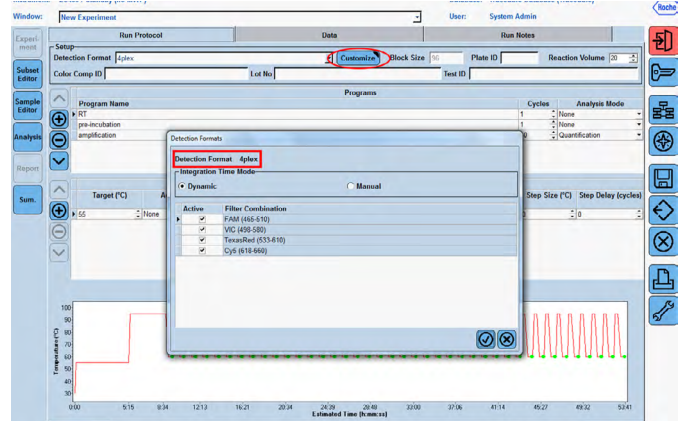 Roche
Window: New Experiment User: System Admin
Run Protocol Data Run Notes
Experi-
ment
Subset
Editor
Sample
Editor
Analysis
Report
Sum.
Setup
Detection Format 4plex Customize Block Size 96 Plate ID Reaction Volume 20
Color Comp ID Lot No Test ID
Programs
Program Name Cycles Analysis Mode
RT 1 None
pre-incubation 1 None
amplification Quantification
Detection Formats
Detection Format 4plex
Integration Time Mode
Dynamic Manual
Active Filter Combination
FAM (465-510)
VIC (498-580)
TexasRed (533-610)
Cy5 (618-660)
Target (°C) A Step Size (°C) Step Delay (cycles)
55 None 0
100
90
80
70
60
50
40
30
Temperature (°C)
0:00 5:15 8:34 12:13 16:21 20:34 24:39 28:49 33:00 37:06 41:14 45:27 49:32 53:41
Estimated Time (h:mm:ss)